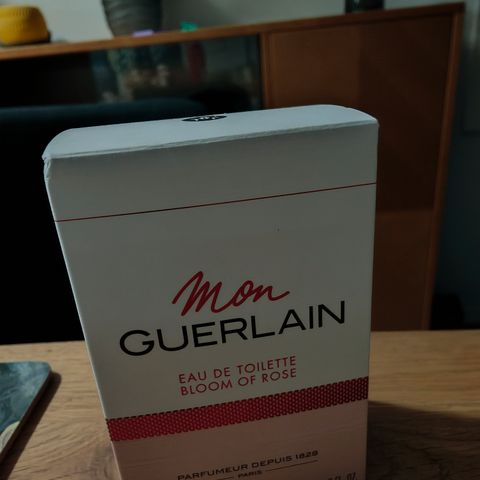 Mon
GUERLAIN
EAU DE TOILETTE
BLOOM OF ROSE
PARFUMEUR DEPUIS 1828
PARIS